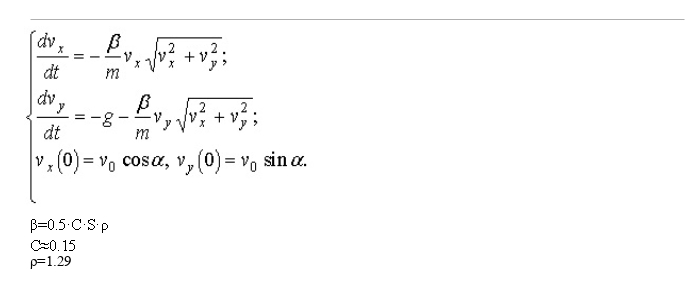 dv_x/dt = -β/m v_x √(v_x² + v_y²);
dv_y/dt = -g - β/m v_y √(v_x² + v_y²);
v_x(0) = v_0 cos α, v_y(0) = v_0 sin α.
β=0.5·C·S·ρ
C≈0.15
ρ=1.29